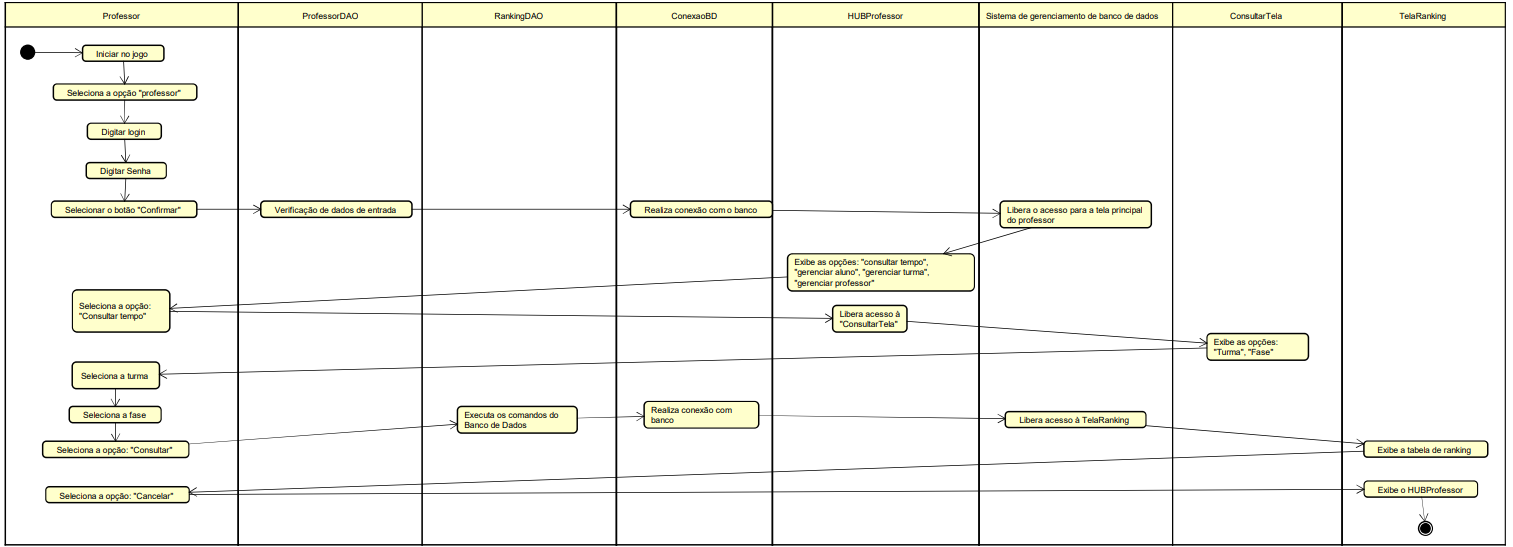 Professor
ProfessorDAO
RankingDAO
ConexaoBD
HUBProfessor
Sistema de gerenciamento de banco de dados
ConsultarTela
TelaRanking
Iniciar no jogo
Seleciona a opção "professor"
Digitar login
Digitar Senha
Selecionar o botão "Confirmar"
Verificação de dados de entrada
Realiza conexão com o banco
Libera o acesso para a tela principal
do professor
Exibe as opções: "consultar tempo",
"gerenciar aluno", "gerenciar turma",
"gerenciar professor"
Seleciona a opção:
"Consultar tempo"
Libera acesso à
"ConsultarTela"
Exibe as opções:
"Turma", "Fase"
Seleciona a turma
Seleciona a fase
Seleciona a opção: "Consultar"
Executa os comandos do
Banco de Dados
Realiza conexão com
banco
Libera acesso à TelaRanking
Exibe a tabela de ranking
Seleciona a opção: "Cancelar"
Exibe o HUBProfessor